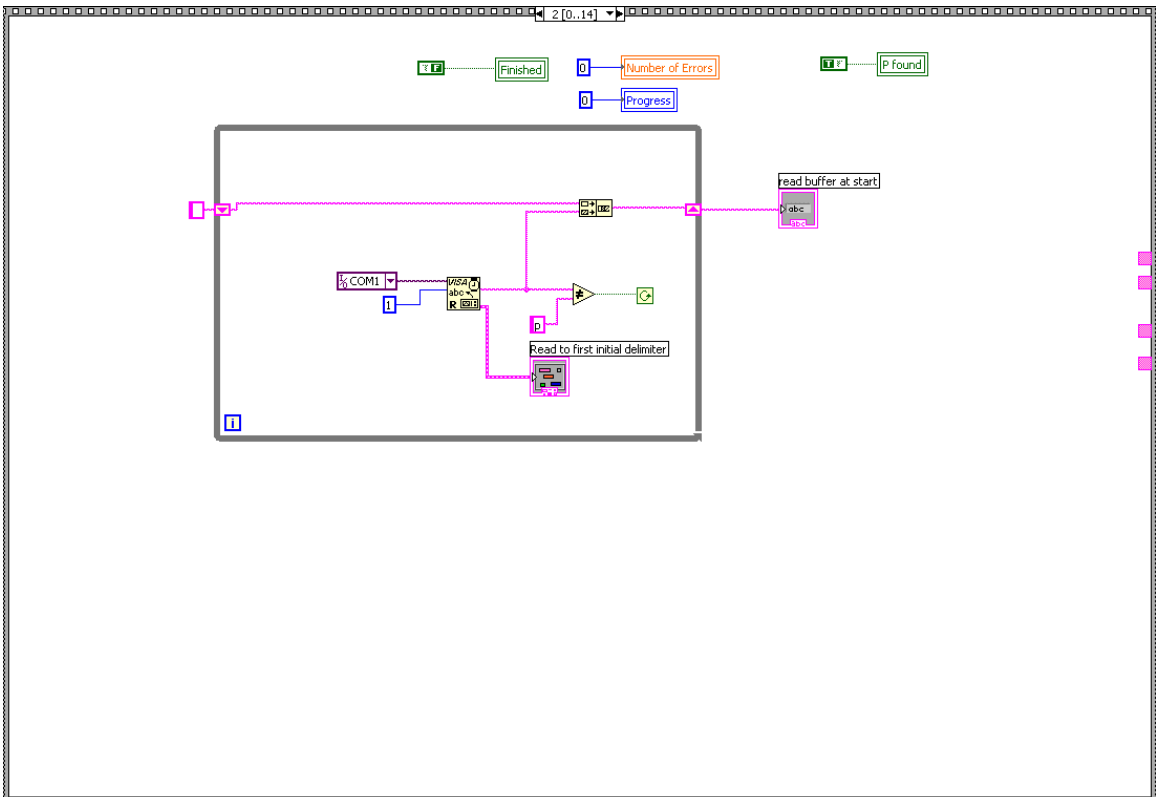 2 [0..14]
F
Finished
0
Number of Errors
T
P found
0
Progress
read buffer at start
abc
abc
COM1
VISA
abc
R
1
≠
p
Read to first initial delimiter
i